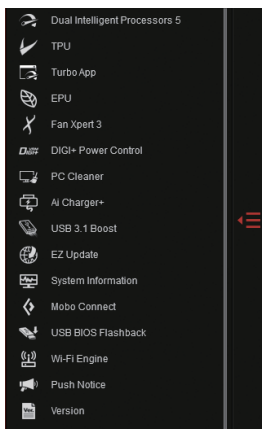 Dual Intelligent Processors 5
TPU
Turbo App
EPU
Fan Xpert 3
DIGI+ Power Control
PC Cleaner
Ai Charger+
USB 3.1 Boost
EZ Update
System Information
Mobo Connect
USB BIOS Flashback
Wi-Fi Engine
Push Notice
Version